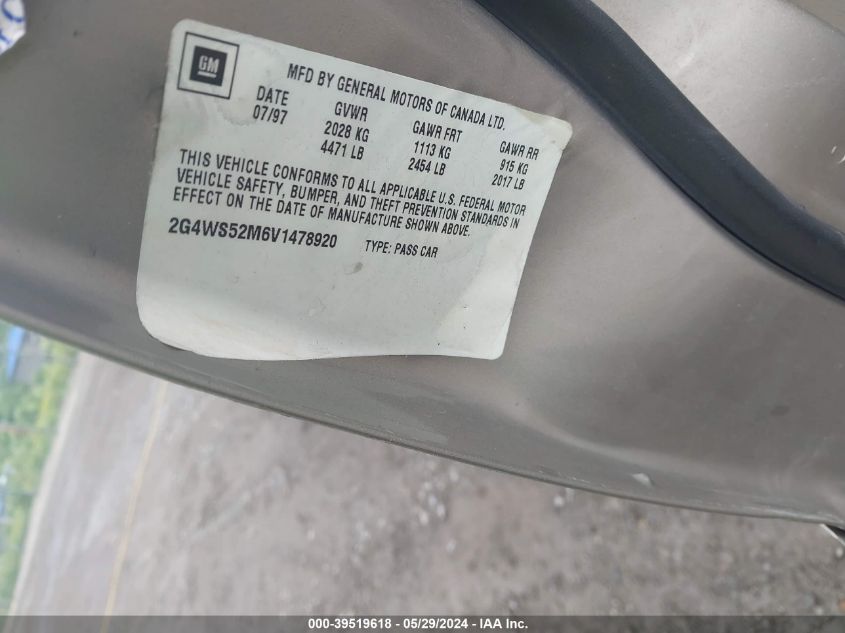 GM
MFD BY GENERAL MOTORS OF CANADA LTD.
DATE GVWR GAWR FRT GAWR RR
07/97 2028 KG 1113 KG 915 KG
4471 LB 2454 LB 2017 LB
THIS VEHICLE CONFORMS TO ALL APPLICABLE U.S. FEDERAL MOTOR
VEHICLE SAFETY, BUMPER, AND THEFT PREVENTION STANDARDS IN
EFFECT ON THE DATE OF MANUFACTURE SHOWN ABOVE.
2G4WS52M6V1478920 TYPE: PASS CAR
000-39519618 - 05/29/2024 - IAA Inc.